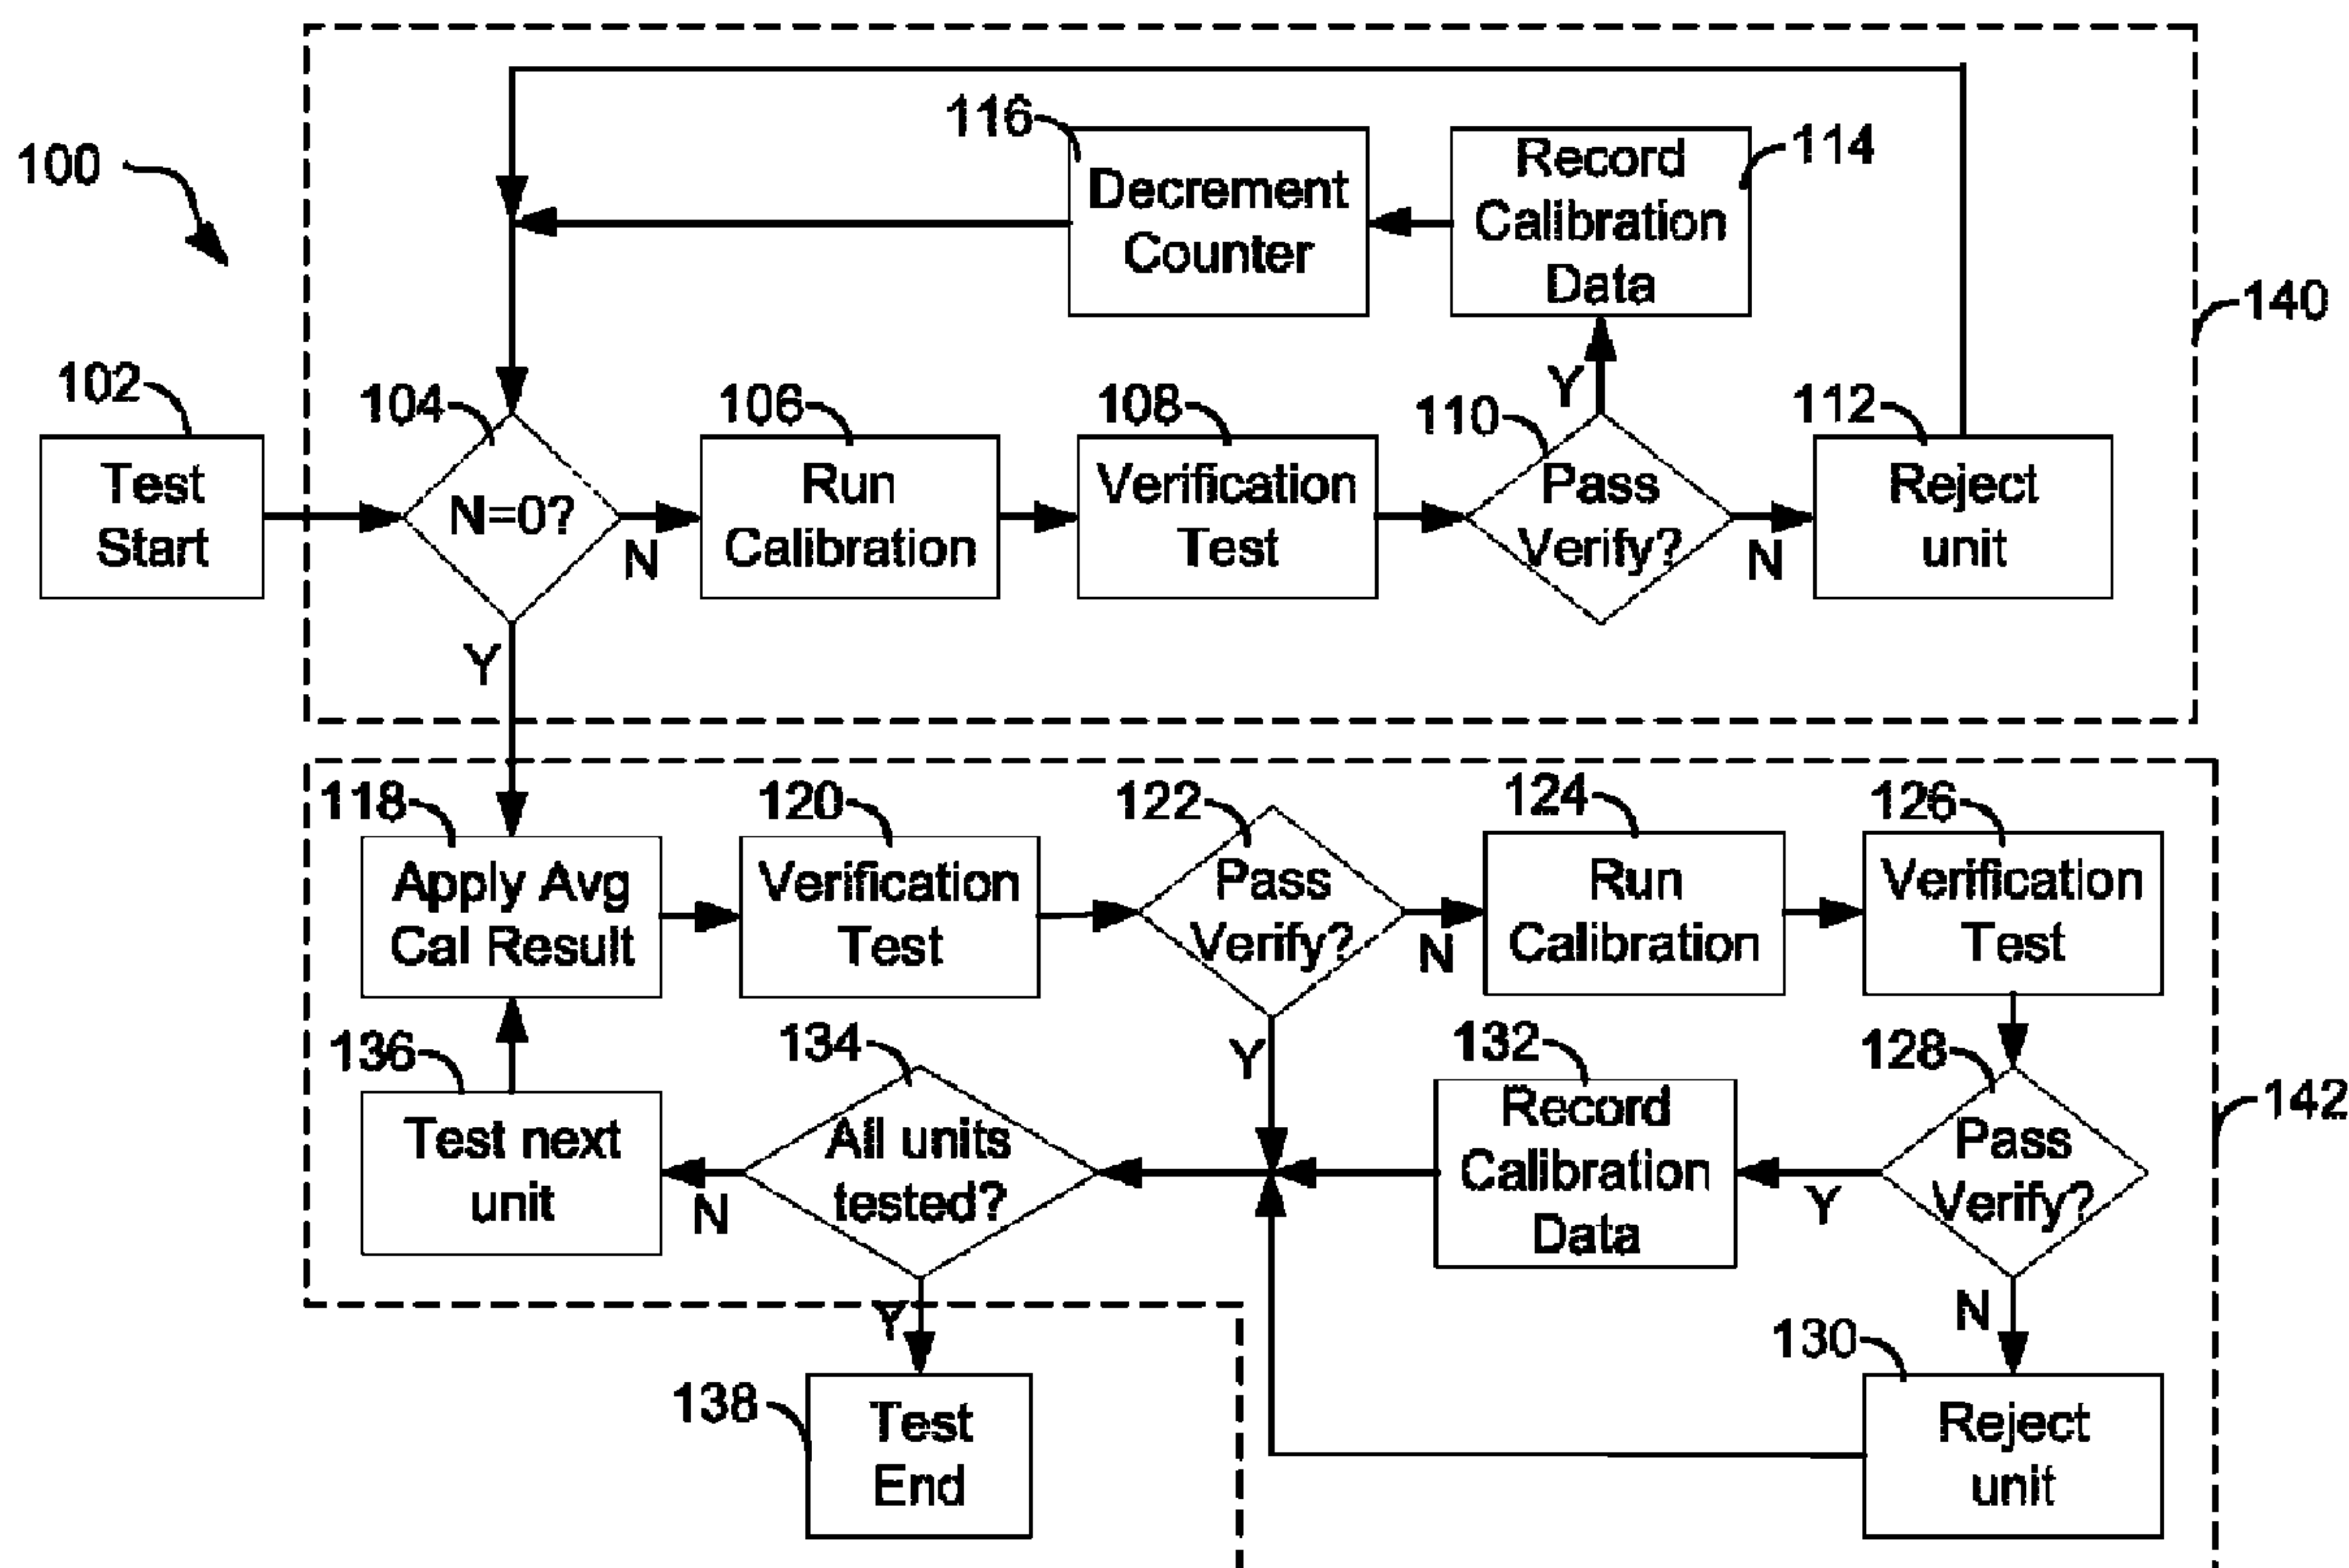 100
116
Decrement
Counter
Record
Calibration
Data
114
140
102
Test
Start
104
N=0?
N
Y
106
Run
Calibration
108
Verification
Test
110
Pass
Verify?
Y
N
112
Reject
unit
118
Apply Avg
Cal Result
120
Verification
Test
122
Pass
Verify?
N
Y
124
Run
Calibration
126
Verification
Test
128
Pass
Verify?
Y
N
142
132
Record
Calibration
Data
134
All units
tested?
N
Y
136
Test next
unit
138
Test
End
130
Reject
unit